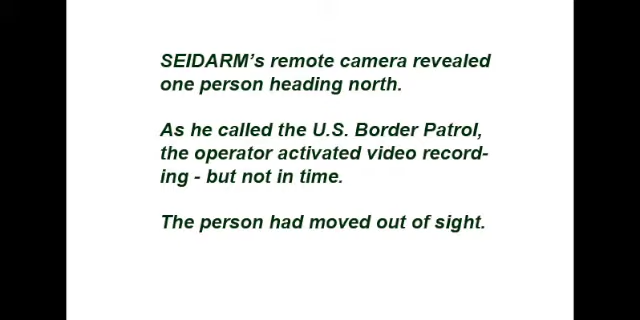 SEIDARM's remote camera revealed
one person heading north.
As he called the U.S. Border Patrol,
the operator activated video record-
ing - but not in time.
The person had moved out of sight.